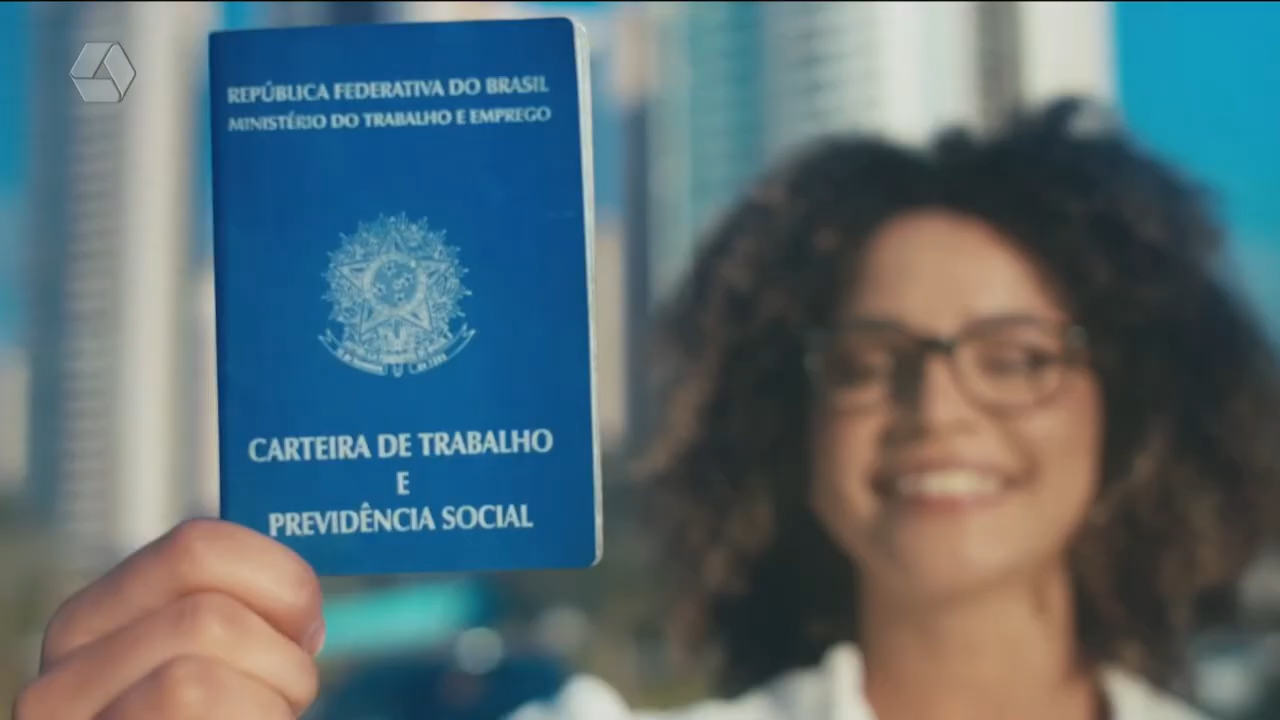 REPÚBLICA FEDERATIVA DO BRASIL
MINISTÉRIO DO TRABALHO E EMPREGO
CARTEIRA DE TRABALHO
E
PREVIDÊNCIA SOCIAL